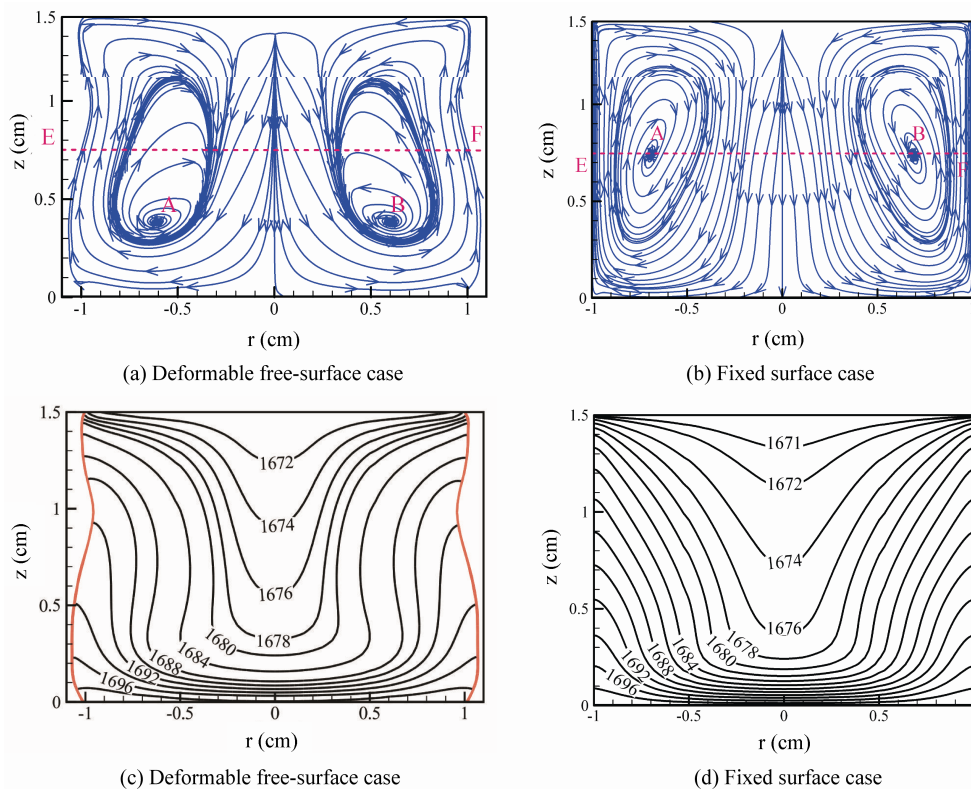 1.5
1
0.5
0
z (cm)
E
F
A
B
-1
-0.5
0
0.5
1
r (cm)
(a) Deformable free-surface case
1.5
1
0.5
0
z (cm)
E
F
A
B
-1
-0.5
0
0.5
r (cm)
(b) Fixed surface case
1.5
1
0.5
0
z (cm)
1672
1674
1676
1678
1680
1684
1688
1692
1696
-1
-0.5
0
0.5
1
r (cm)
(c) Deformable free-surface case
1.5
1
0.5
0
z (cm)
1671
1672
1674
1676
1678
1680
1684
1688
1692
1696
-1
-0.5
0
0.5
r (cm)
(d) Fixed surface case